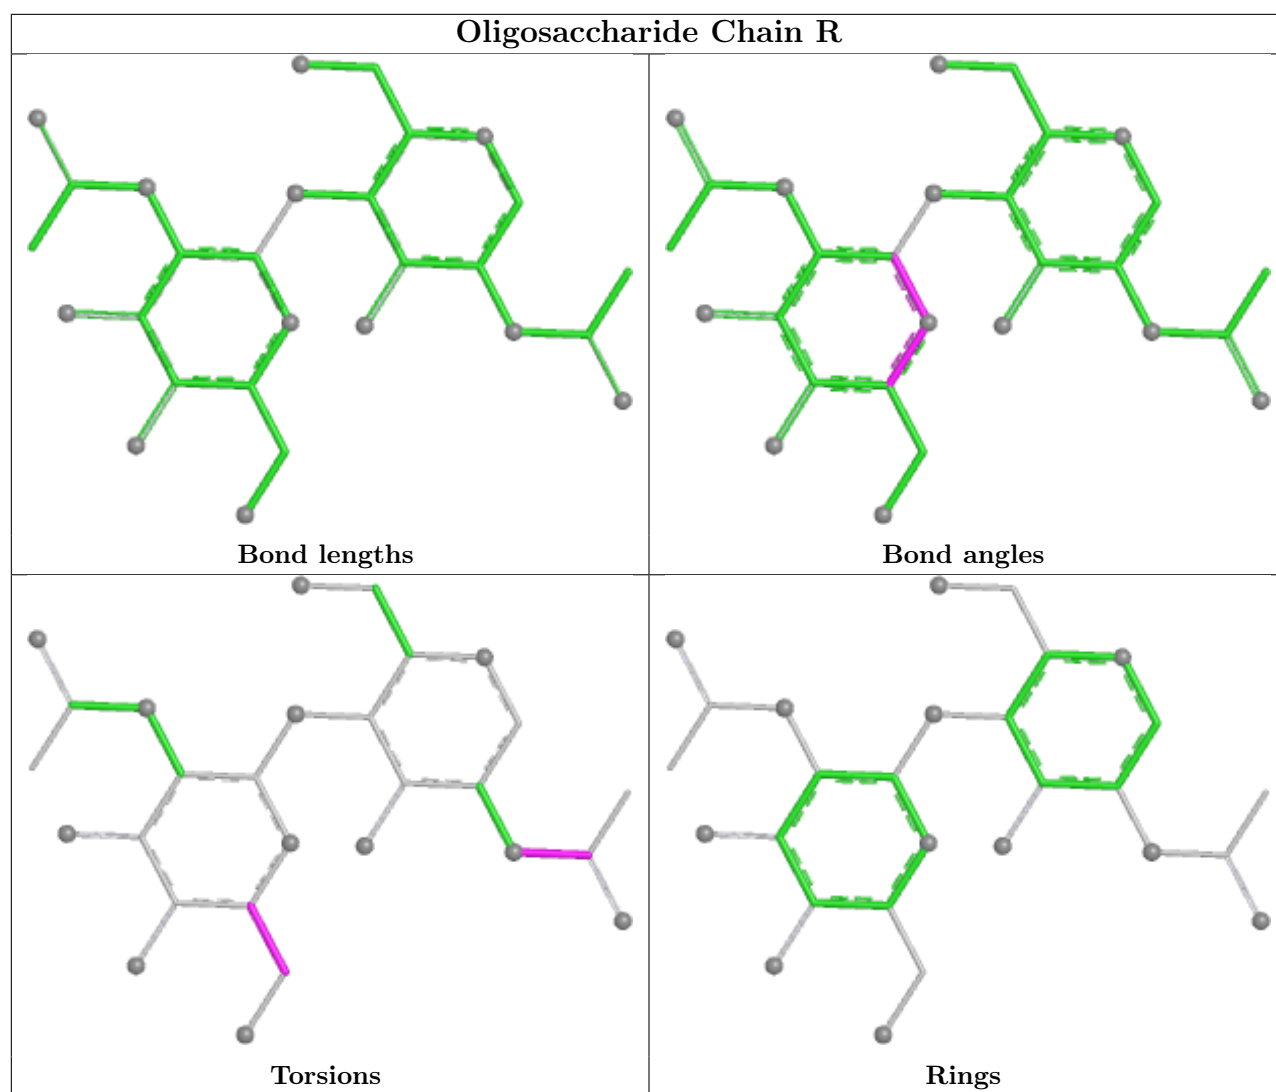 Oligosaccharide Chain R
Bond lengths
Bond angles
Torsions
Rings